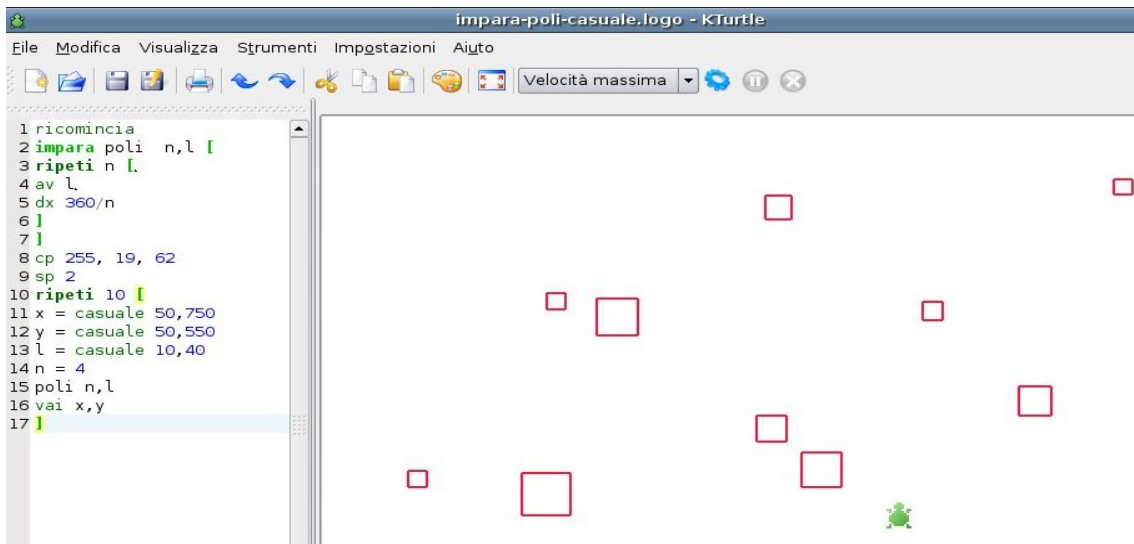 impara-poli-casuale.logo - KTurtle
File Modifica Visualizza Strumenti Impostazioni Aiuto
Velocità massima
1 ricomincia
2 impara poli n,l [
3 ripeti n [
4 av l
5 dx 360/n
6 ]
7 ]
8 cp 255, 19, 62
9 sp 2
10 ripeti 10 [
11 x = casuale 50,750
12 y = casuale 50,550
13 l = casuale 10,40
14 n = 4
15 poli n,l
16 vai x,y
17 ]